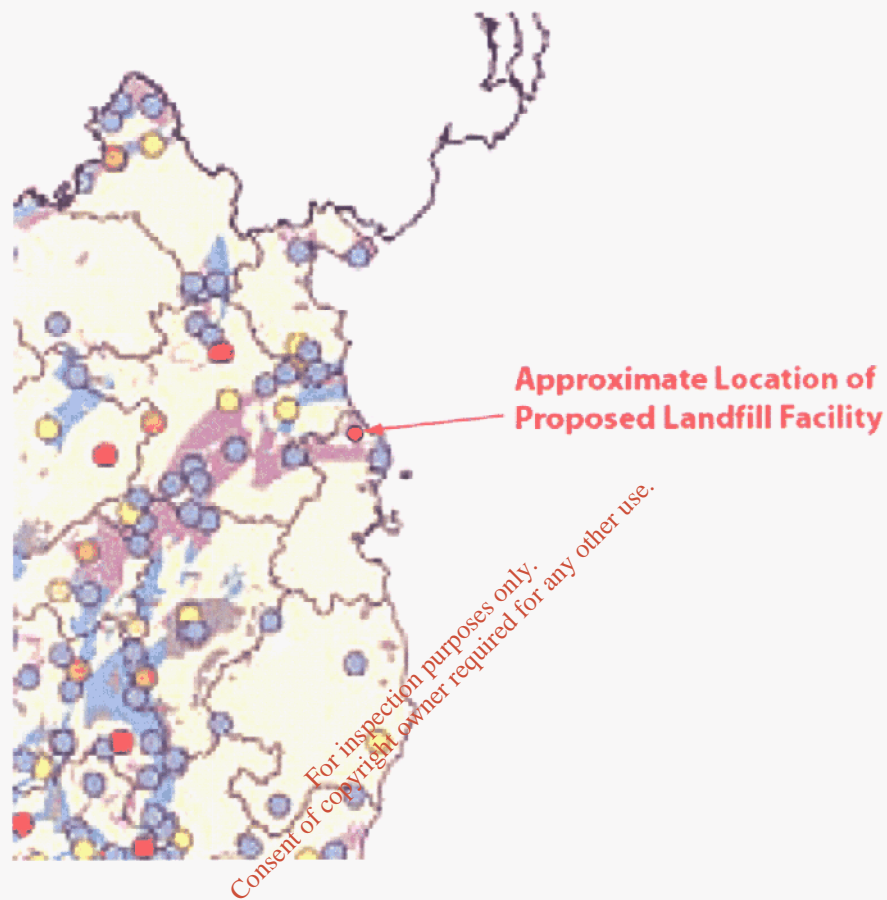 Approximate Location of
Proposed Landfill Facility
For inspection purposes only.
Consent of copyright owner required for any other use.